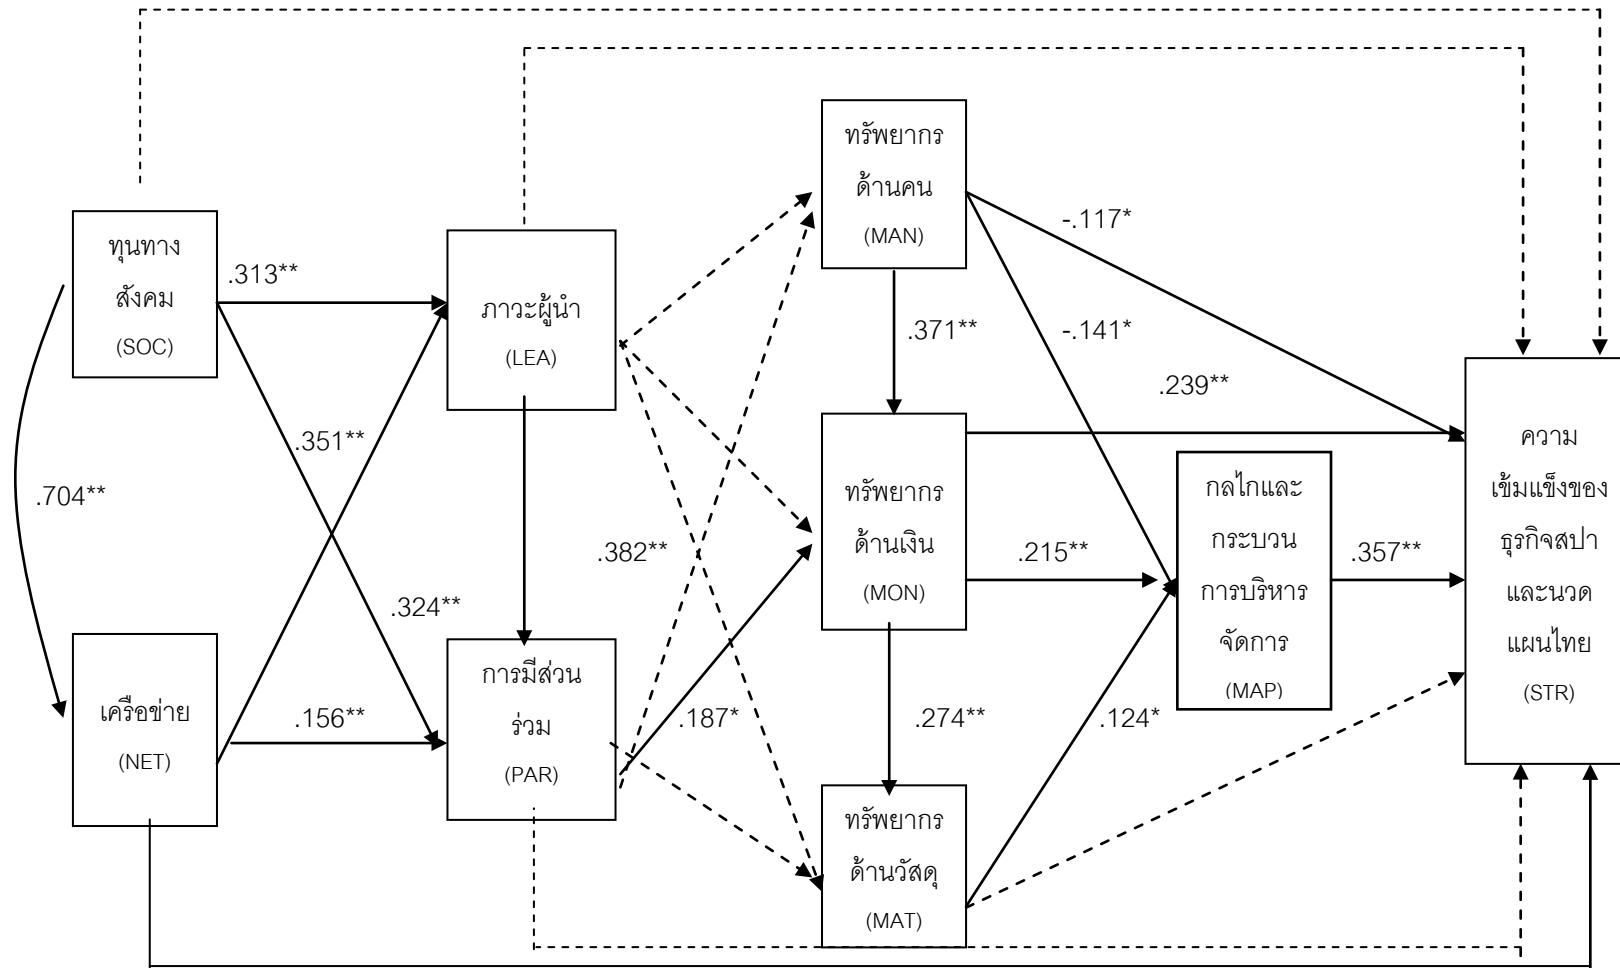 ทุนทาง
สังคม
(SOC)
.313**
.351**
.704**
.324**
เครือข่าย
(NET)
.156**
ภาวะผู้นำ
(LEA)
การมีส่วน
ร่วม
(PAR)
.382**
.187*
ทรัพยากร
ด้านคน
(MAN)
.371**
ทรัพยากร
ด้านเงิน
(MON)
.274**
ทรัพยากร
ด้านวัสดุ
(MAT)
-.117*
-.141*
.239**
.215**
.124*
กลไกและ
กระบวน
การบริหาร
จัดการ
(MAP)
.357**
ความ
เข้มแข็งของ
ธุรกิจสปา
และนวด
แผนไทย
(STR)